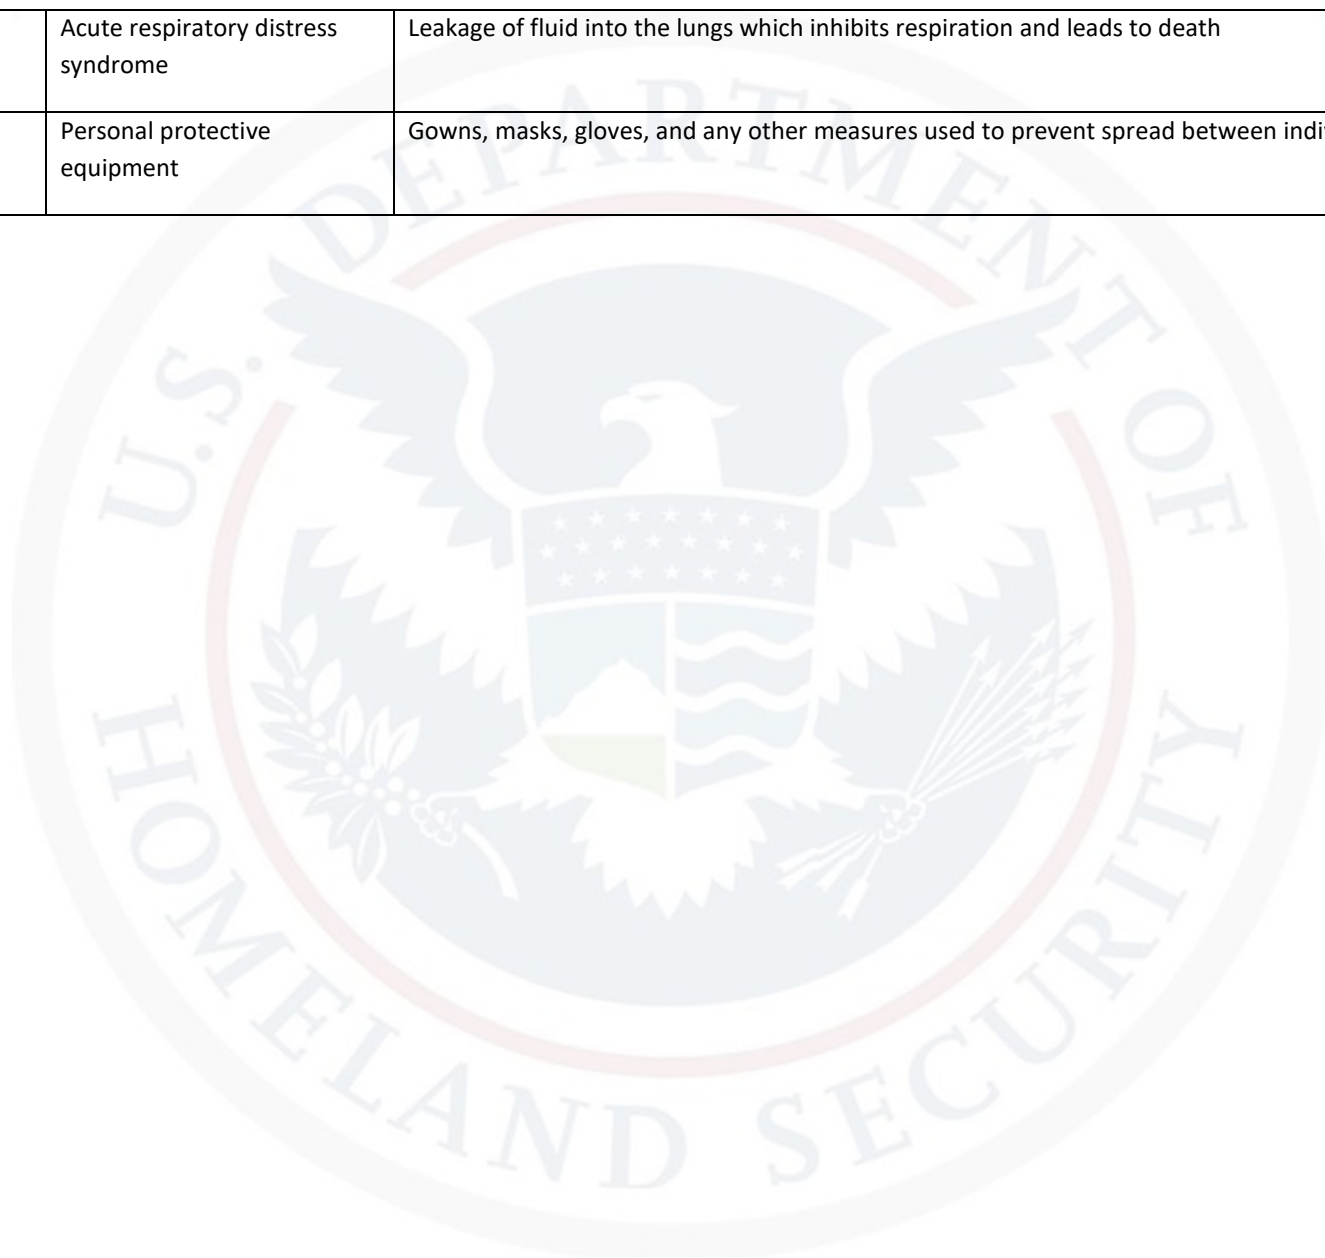 Acute respiratory distress
syndrome
Leakage of fluid into the lungs which inhibits respiration and leads to death
Personal protective
equipment
Gowns, masks, gloves, and any other measures used to prevent spread between
U.S. DEPARTMENT OF
HOMELAND SECURITY